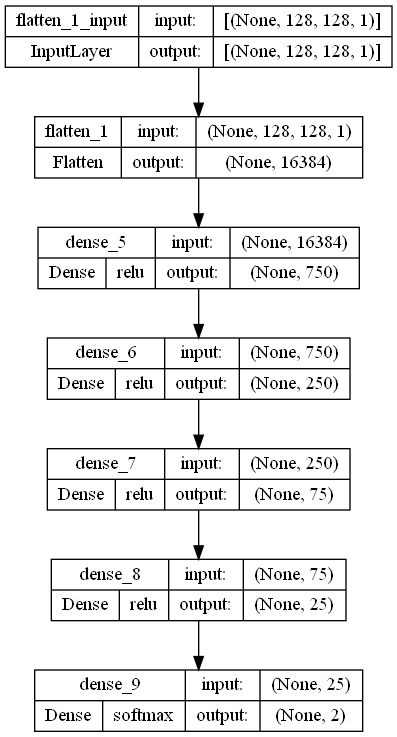 flatten_1_input input: [(None, 128, 128, 1)]
InputLayer output: [(None, 128, 128, 1)]
flatten_1 input: (None, 128, 128, 1)
Flatten output: (None, 16384)
dense_5 input: (None, 16384)
Dense relu output: (None, 750)
dense_6 input: (None, 750)
Dense relu output: (None, 250)
dense_7 input: (None, 250)
Dense relu output: (None, 75)
dense_8 input: (None, 75)
Dense relu output: (None, 25)
dense_9 input: (None, 25)
Dense softmax output: (None, 2)